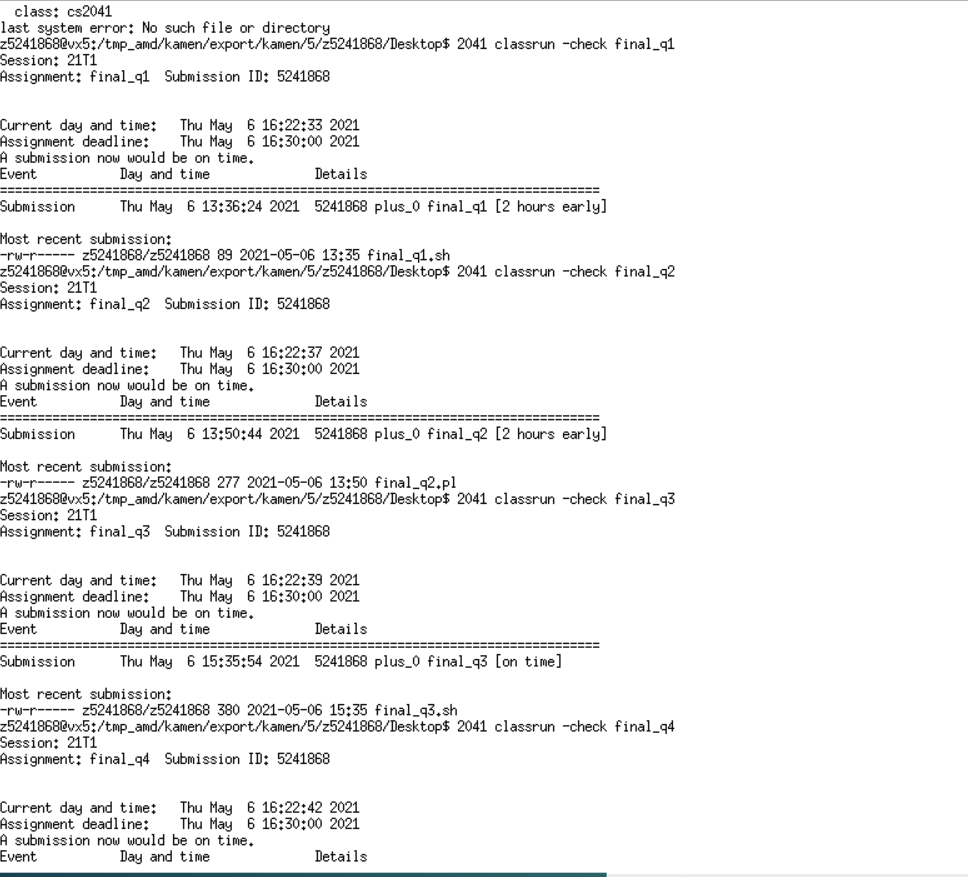 class: cs2041
last system error: No such file or directory
z5241868@vx5:/tmp_amd/kamen/export/kamen/5/z5241868/Desktop$ 2041 classrun -check final_q1
Session: 21T1
Assignment: final_q1  Submission ID: 5241868
Current day and time:   Thu May  6 16:22:33 2021
Assignment deadline:    Thu May  6 16:30:00 2021
A submission now would be on time.
Event           Day and time              Details
================================================================================
Submission      Thu May  6 13:36:24 2021  5241868 plus_0 final_q1 [2 hours early]
Most recent submission:
-rw-r----- z5241868/z5241868 89 2021-05-06 13:35 final_q1.sh
z5241868@vx5:/tmp_amd/kamen/export/kamen/5/z5241868/Desktop$ 2041 classrun -check final_q2
Session: 21T1
Assignment: final_q2  Submission ID: 5241868
Current day and time:   Thu May  6 16:22:37 2021
Assignment deadline:    Thu May  6 16:30:00 2021
A submission now would be on time.
Event           Day and time              Details
================================================================================
Submission      Thu May  6 13:50:44 2021  5241868 plus_0 final_q2 [2 hours early]
Most recent submission:
-rw-r----- z5241868/z5241868 277 2021-05-06 13:50 final_q2.pl
z5241868@vx5:/tmp_amd/kamen/export/kamen/5/z5241868/Desktop$ 2041 classrun -check final_q3
Session: 21T1
Assignment: final_q3  Submission ID: 5241868
Current day and time:   Thu May  6 16:22:39 2021
Assignment deadline:    Thu May  6 16:30:00 2021
A submission now would be on time.
Event           Day and time              Details
================================================================================
Submission      Thu May  6 15:35:54 2021  5241868 plus_0 final_q3 [on time]
Most recent submission:
-rw-r----- z5241868/z5241868 380 2021-05-06 15:35 final_q3.sh
z5241868@vx5:/tmp_amd/kamen/export/kamen/5/z5241868/Desktop$ 2041 classrun -check final_q4
Session: 21T1
Assignment: final_q4  Submission ID: 5241868
Current day and time:   Thu May  6 16:22:42 2021
Assignment deadline:    Thu May  6 16:30:00 2021
A submission now would be on time.
Event           Day and time              Details